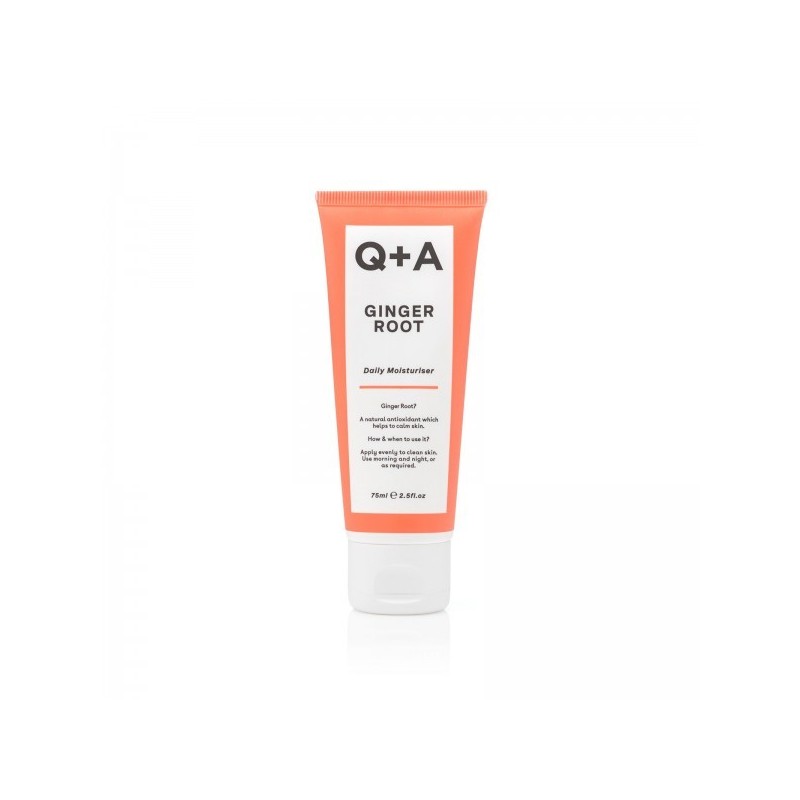 Q+A
GINGER
ROOT
Daily Moisturiser
Ginger Root?
A natural antioxidant which
helps to calm skin.
How & when to use it?
Apply evenly to clean skin.
Use morning and night, or
as required.
75ml ℮ 2.5fl.oz